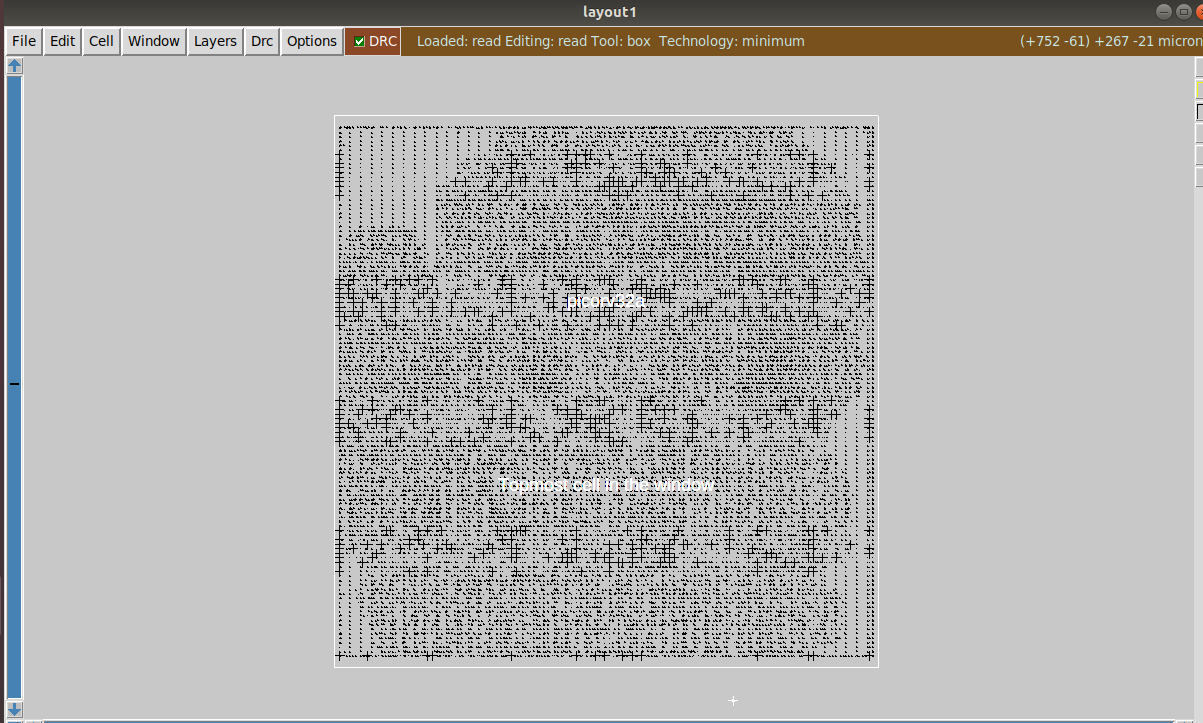 layout1
File Edit Cell Window Layers Drc Options DRC Loaded: read Editing: read Tool: box Technology: minimum (+752 -61) +267 -21 micron
picorv32a
Topmost cell in the window